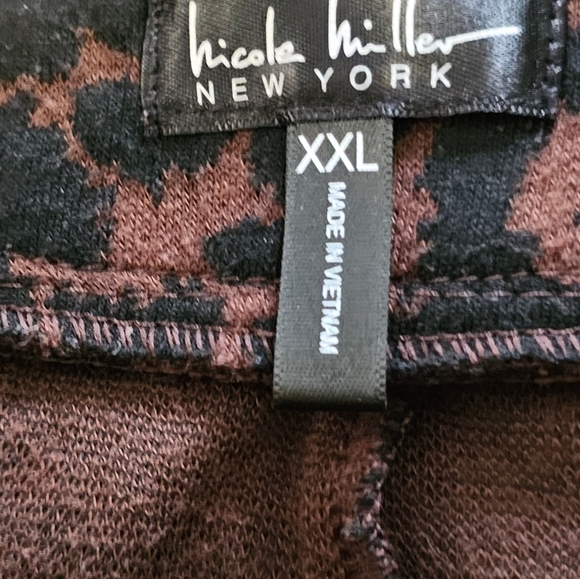 nicole miller
NEW YORK
XXL
MADE IN VIETNAM